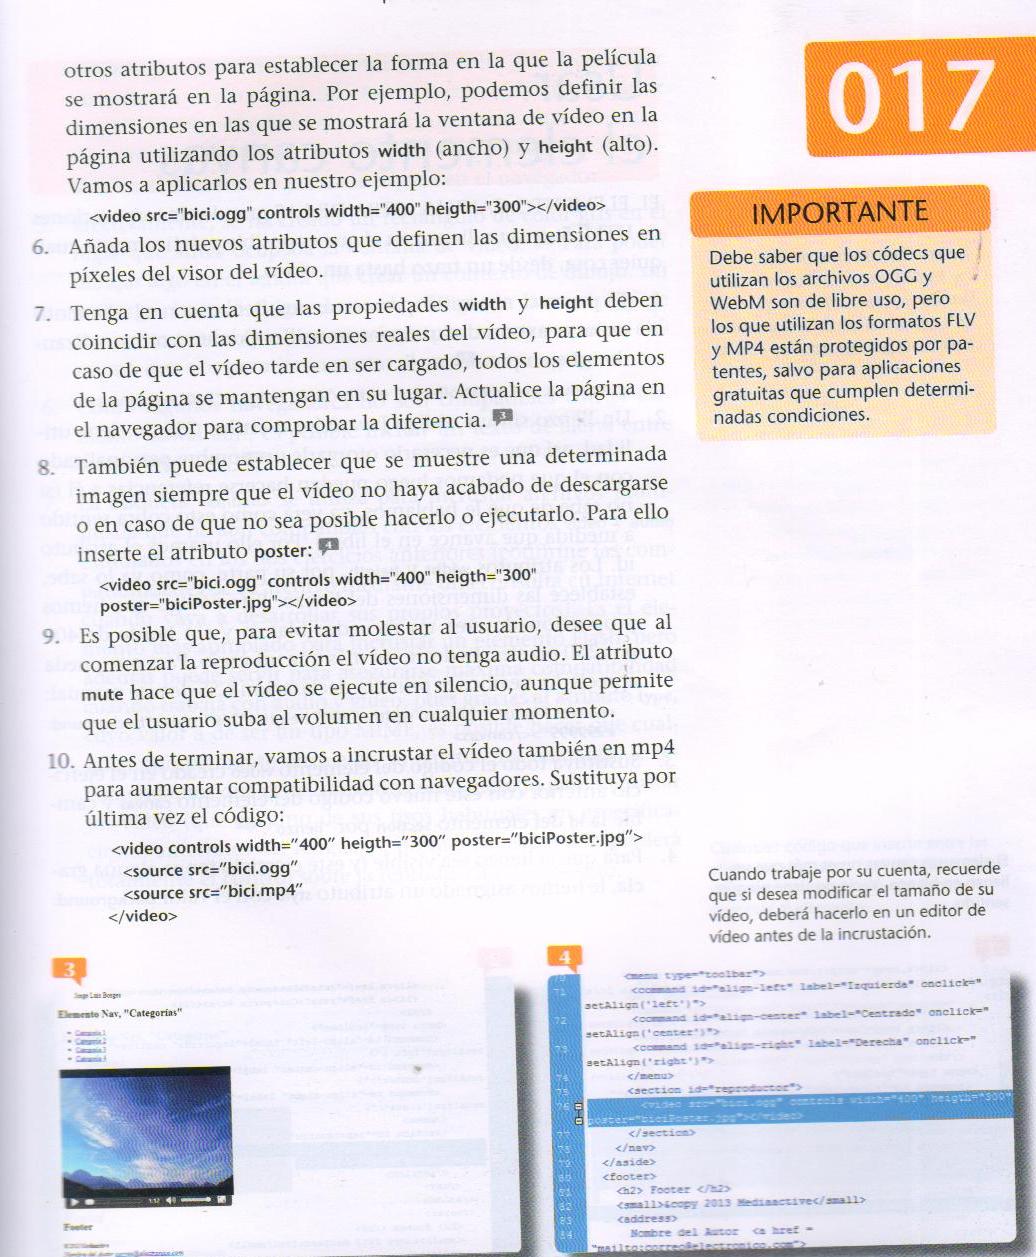 otros atributos para establecer la forma en la que la película
se mostrará en la página. Por ejemplo, podemos definir las
dimensiones en las que se mostrará la ventana de vídeo en la
página utilizando los atributos width (ancho) y height (alto).
Vamos a aplicarlos en nuestro ejemplo:
<video src="bici.ogg" controls width="400" heigth="300"></video>
6. Añada los nuevos atributos que definen las dimensiones en
píxeles del visor del vídeo.
7. Tenga en cuenta que las propiedades width y height deben
coincidir con las dimensiones reales del vídeo, para que en
caso de que el vídeo tarde en ser cargado, todos los elementos
de la página se mantengan en su lugar. Actualice la página en
el navegador para comprobar la diferencia. 3
8. También puede establecer que se muestre una determinada
imagen siempre que el vídeo no haya acabado de descargarse
o en caso de que no sea posible hacerlo o ejecutarlo. Para ello
inserte el atributo poster: 4
<video src="bici.ogg" controls width="400" heigth="300"
poster="biciPoster.jpg"></video>
9. Es posible que, para evitar molestar al usuario, desee que al
comenzar la reproducción el vídeo no tenga audio. El atributo
mute hace que el vídeo se ejecute en silencio, aunque permite
que el usuario suba el volumen en cualquier momento.
10. Antes de terminar, vamos a incrustar el vídeo también en mp4
para aumentar compatibilidad con navegadores. Sustituya por
última vez el código:
<video controls width="400" heigth="300" poster="biciPoster.jpg">
<source src="bici.ogg"
<source src="bici.mp4"
</video>
017
IMPORTANTE
Debe saber que los códecs que
utilizan los archivos OGG y
WebM son de libre uso, pero
los que utilizan los formatos FLV
y MP4 están protegidos por pa-
tentes, salvo para aplicaciones
gratuitas que cumplen determi-
nadas condiciones.
Cuando trabaje por su cuenta, recuerde
que si desea modificar el tamaño de su
vídeo, deberá hacerlo en un editor de
vídeo antes de la incrustación.
3
Jorge Luis Borges
Elemento Nav, "Categorías"
Categoría 1
Categoría 2
Categoría 3
Categoría 4
1:12
Footer
4
<menu type="toolbar">
71 <command id="align-left" label="Izquierda" onclick="
setAlign('left')">
72 <command id="align-center" label="Centrado" onclick="
setAlign('center')">
73 <command id="align-right" label="Derecha" onclick="
setAlign('right')">
74 </menu>
75 <section id="reproductor">
76 <video src="bici.ogg" controls width="400" heigth="300"
poster="biciPoster.jpg"></video>
77 </section>
78 </nav>
79 </aside>
80 <footer>
81 <h2> Footer </h2>
82 <small>&copy 2013 Mediaactive</small>
83 <address>
84 Nombre del Autor <a href =
"mailto:correo@electronico.com">